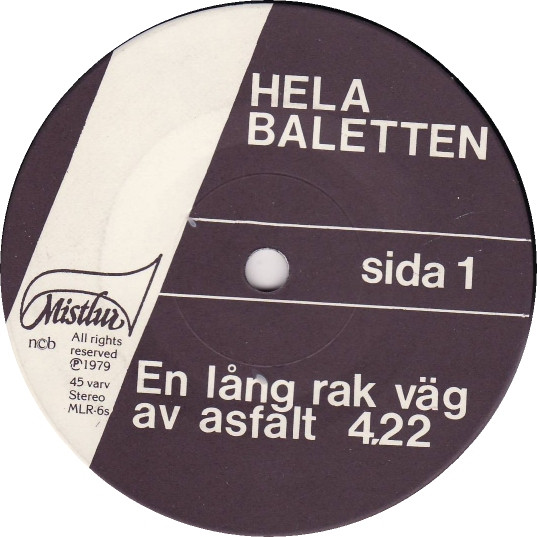 HELA
BALETTEN
sida 1
Mistlur
ncb
All rights
reserved
℗1979
45 varv
Stereo
MLR-6s
En lång rak väg
av asfalt 4,22